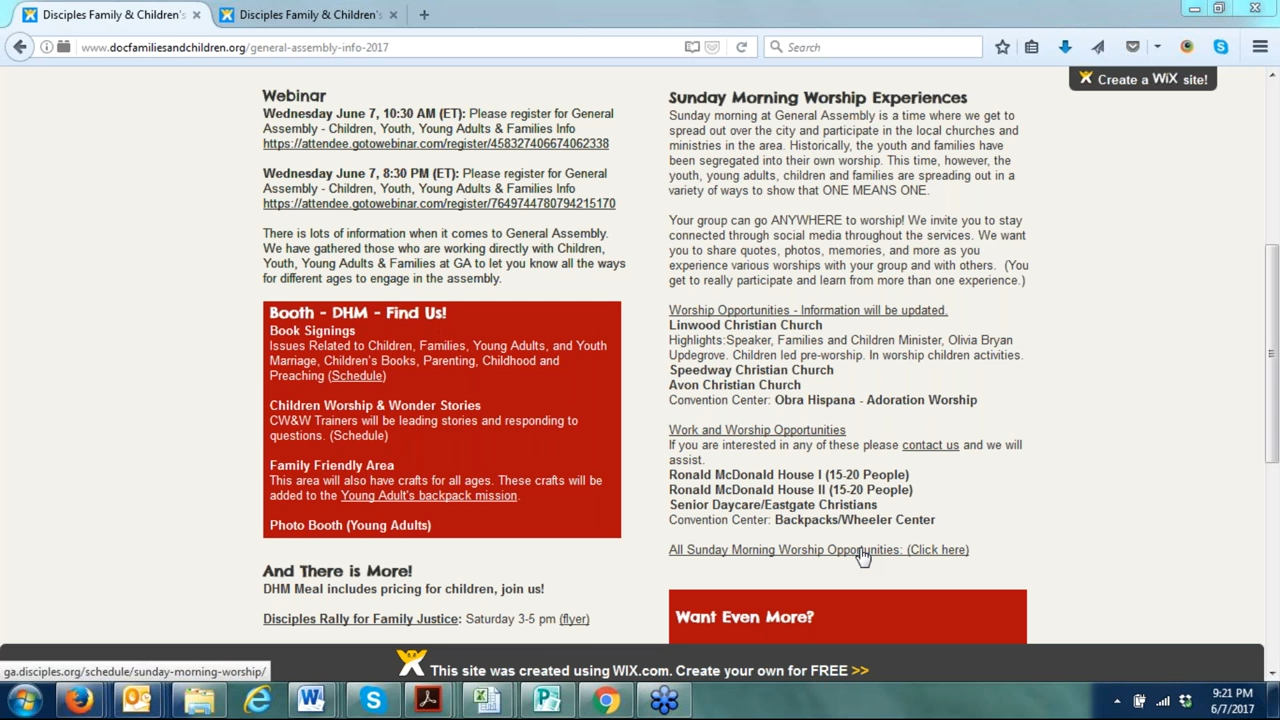 Disciples Family & Children's
Disciples Family & Children's
www.docfamiliesandchildren.org/general-assembly-info-2017
Search
Create a WiX site!
Webinar
Wednesday June 7, 10:30 AM (ET): Please register for General
Assembly - Children, Youth, Young Adults & Families Info
https://attendee.gotowebinar.com/register/458327406674062338
Wednesday June 7, 8:30 PM (ET): Please register for General
Assembly - Children, Youth, Young Adults & Families Info
https://attendee.gotowebinar.com/register/7649744780794215170
There is lots of information when it comes to General Assembly.
We have gathered those who are working directly with Children,
Youth, Young Adults & Families at GA to let you know all the ways
for different ages to engage in the assembly.
Booth - DHM - Find Us!
Book Signings
Issues Related to Children, Families, Young Adults, and Youth
Marriage, Children's Books, Parenting, Childhood and
Preaching (Schedule)
Children Worship & Wonder Stories
CW&W Trainers will be leading stories and responding to
questions. (Schedule)
Family Friendly Area
This area will also have crafts for all ages. These crafts will be
added to the Young Adult's backpack mission.
Photo Booth (Young Adults)
And There is More!
DHM Meal includes pricing for children, join us!
Disciples Rally for Family Justice: Saturday 3-5 pm (flyer)
Sunday Morning Worship Experiences
Sunday morning at General Assembly is a time where we get to
spread out over the city and participate in the local churches and
ministries in the area. Historically, the youth and families have
been segregated into their own worship. This time, however, the
youth, young adults, children and families are spreading out in a
variety of ways to show that ONE MEANS ONE.
Your group can go ANYWHERE to worship! We invite you to stay
connected through social media throughout the services. We want
you to share quotes, photos, memories, and more as you
experience various worships with your group and with others. (You
get to really participate and learn from more than one experience.)
Worship Opportunities - Information will be updated.
Linwood Christian Church
Highlights:Speaker, Families and Children Minister, Olivia Bryan
Updegrove. Children led pre-worship. In worship children activities.
Speedway Christian Church
Avon Christian Church
Convention Center: Obra Hispana - Adoration Worship
Work and Worship Opportunities
If you are interested in any of these please contact us and we will
assist.
Ronald McDonald House I (15-20 People)
Ronald McDonald House II (15-20 People)
Senior Daycare/Eastgate Christians
Convention Center: Backpacks/Wheeler Center
All Sunday Morning Worship Opportunities: (Click here)
Want Even More?
This site was created using WIX.com. Create your own for FREE >>
ga.disciples.org/schedule/sunday-morning-worship/
9:21 PM
6/7/2017